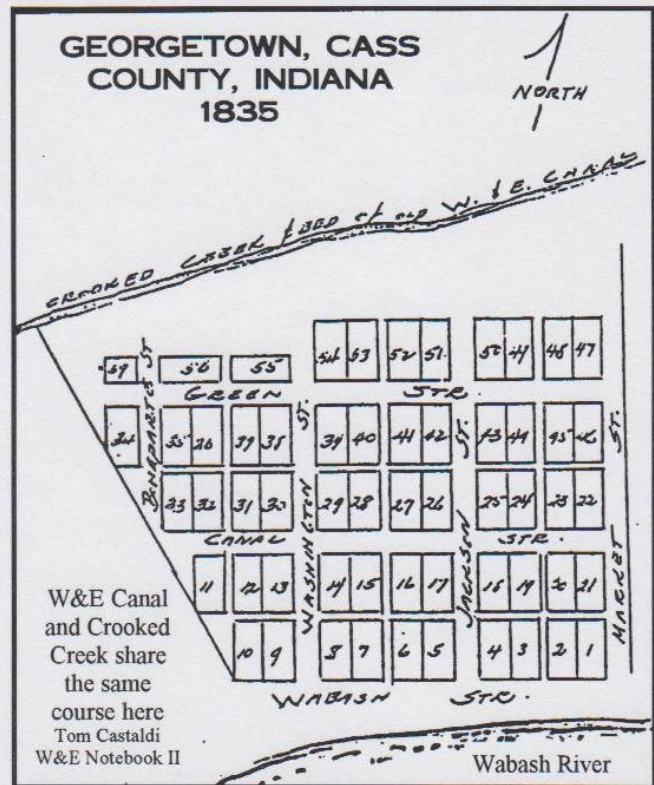 GEORGETOWN, CASS
COUNTY, INDIANA
1835
NORTH
CROOKED CREEK & BED OF OLD W. & E. CANAL
59 56 55 54 53 52 51 50 49 48 47
BONAPARTES ST
GREEN STR.
34 35 36 39 38 39 40 41 42 43 44 45 46
WASHINGTON ST.
JACKSON ST.
MARKET ST.
33 32 31 30 29 28 27 26 25 24 23 22
CANAL STR.
11 12 13 14 15 16 17 18 19 20 21
10 9 8 7 6 5 4 3 2 1
WABASH STR.
W&E Canal
and Crooked
Creek share
the same
course here
Tom Castaldi
W&E Notebook II
Wabash River